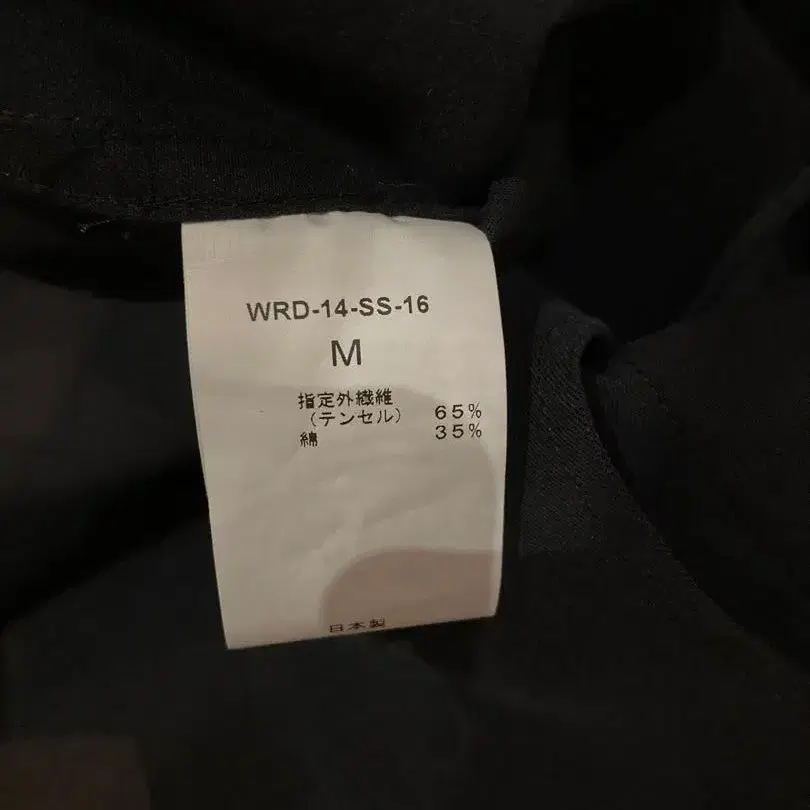 WRD-14-SS-16
M
指定外繊維
(テンセル) 65%
綿 35%
日本製